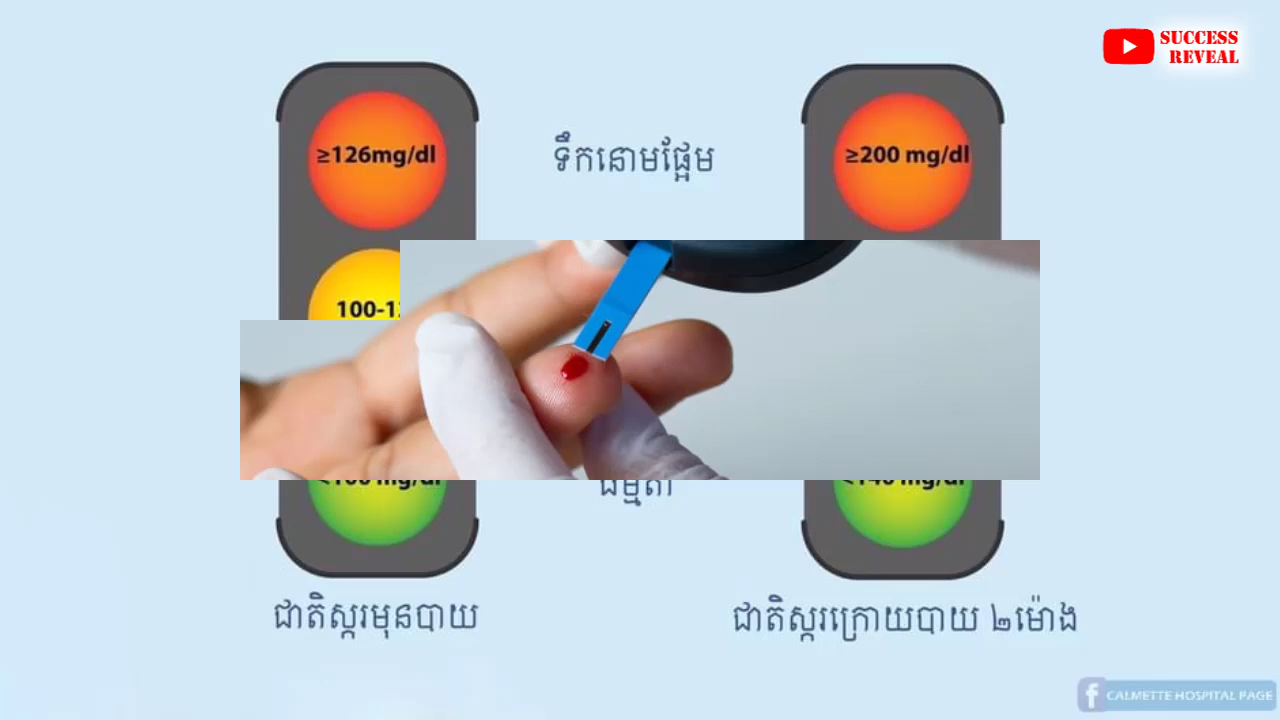 SUCCESS
REVEAL
≥126mg/dl
ទឹកនោមផ្អែម
≥200 mg/dl
ជាតិស្ករមុនបាយ
ជាតិស្ករក្រោយបាយ ២ម៉ោង
CALMETTE HOSPITAL PAGE